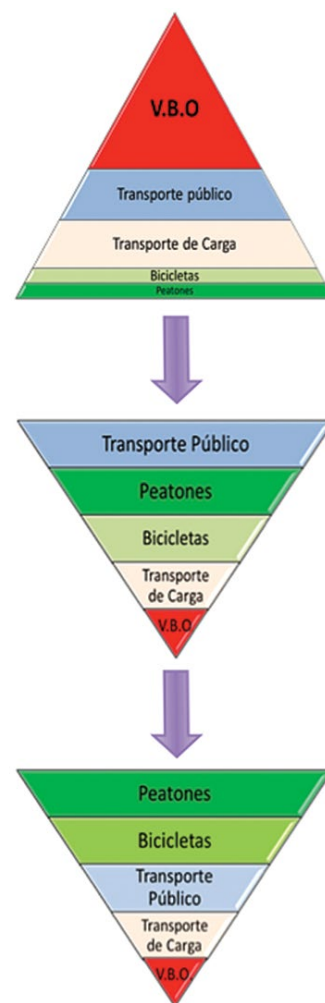 V.B.O
Transporte público
Transporte de Carga
Bicicletas
Peatones
Transporte Público
Peatones
Bicicletas
Transporte
de Carga
V.B.O
Peatones
Bicicletas
Transporte
Público
Transporte
de Carga
V.B.O.